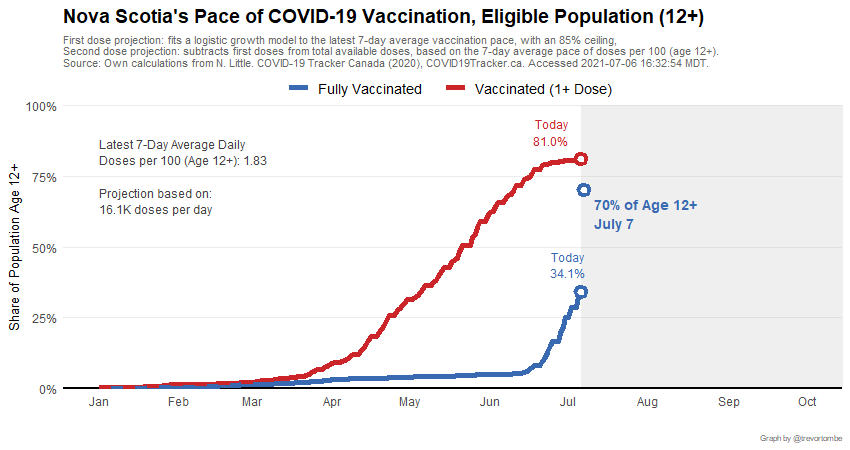 Nova Scotia's Pace of COVID-19 Vaccination, Eligible Population (12+)
First dose projection: fits a logistic growth model to the latest 7-day average vaccination pace, with an 85% ceiling,
Second dose projection: subtracts first doses from total available doses, based on the 7-day average pace of doses per 100 (age 12+).
Source: Own calculations from N. Little. COVID-19 Tracker Canada (2020), COVID19Tracker.ca. Accessed 2021-07-06 16:32:54 MDT.
Fully Vaccinated
Vaccinated (1+ Dose)
100%
75%
50%
25%
0%
Share of Population Age 12+
Latest 7-Day Average Daily
Doses per 100 (Age 12+): 1.83
Projection based on:
16.1K doses per day
Today
81.0%
70% of Age 12+
July 7
Today
34.1%
Jan
Feb
Mar
Apr
May
Jun
Jul
Aug
Sep
Oct
Graph by @trevortombe